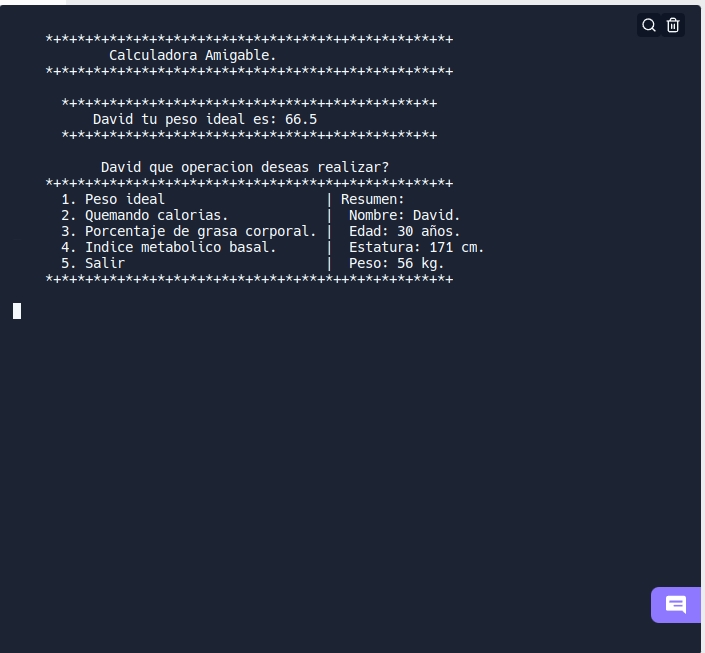 *+*+*+*+*+*+*+*+*+*+*+*+*+*+*+*+*+*+*+*+*+*+*+*+*+*+
Calculadora Amigable.
*+*+*+*+*+*+*+*+*+*+*+*+*+*+*+*+*+*+*+*+*+*+*+*+*+*+
*+*+*+*+*+*+*+*+*+*+*+*+*+*+*+*+*+*+*+*+*+*+*+*+
David tu peso ideal es: 66.5
*+*+*+*+*+*+*+*+*+*+*+*+*+*+*+*+*+*+*+*+*+*+*+*+
David que operacion deseas realizar?
*+*+*+*+*+*+*+*+*+*+*+*+*+*+*+*+*+*+*+*+*+*+*+*+*+*+
1. Peso ideal | Resumen:
2. Quemando calorias. | Nombre: David.
3. Porcentaje de grasa corporal. | Edad: 30 años.
4. Indice metabolico basal. | Estatura: 171 cm.
5. Salir | Peso: 56 kg.
*+*+*+*+*+*+*+*+*+*+*+*+*+*+*+*+*+*+*+*+*+*+*+*+*+*+